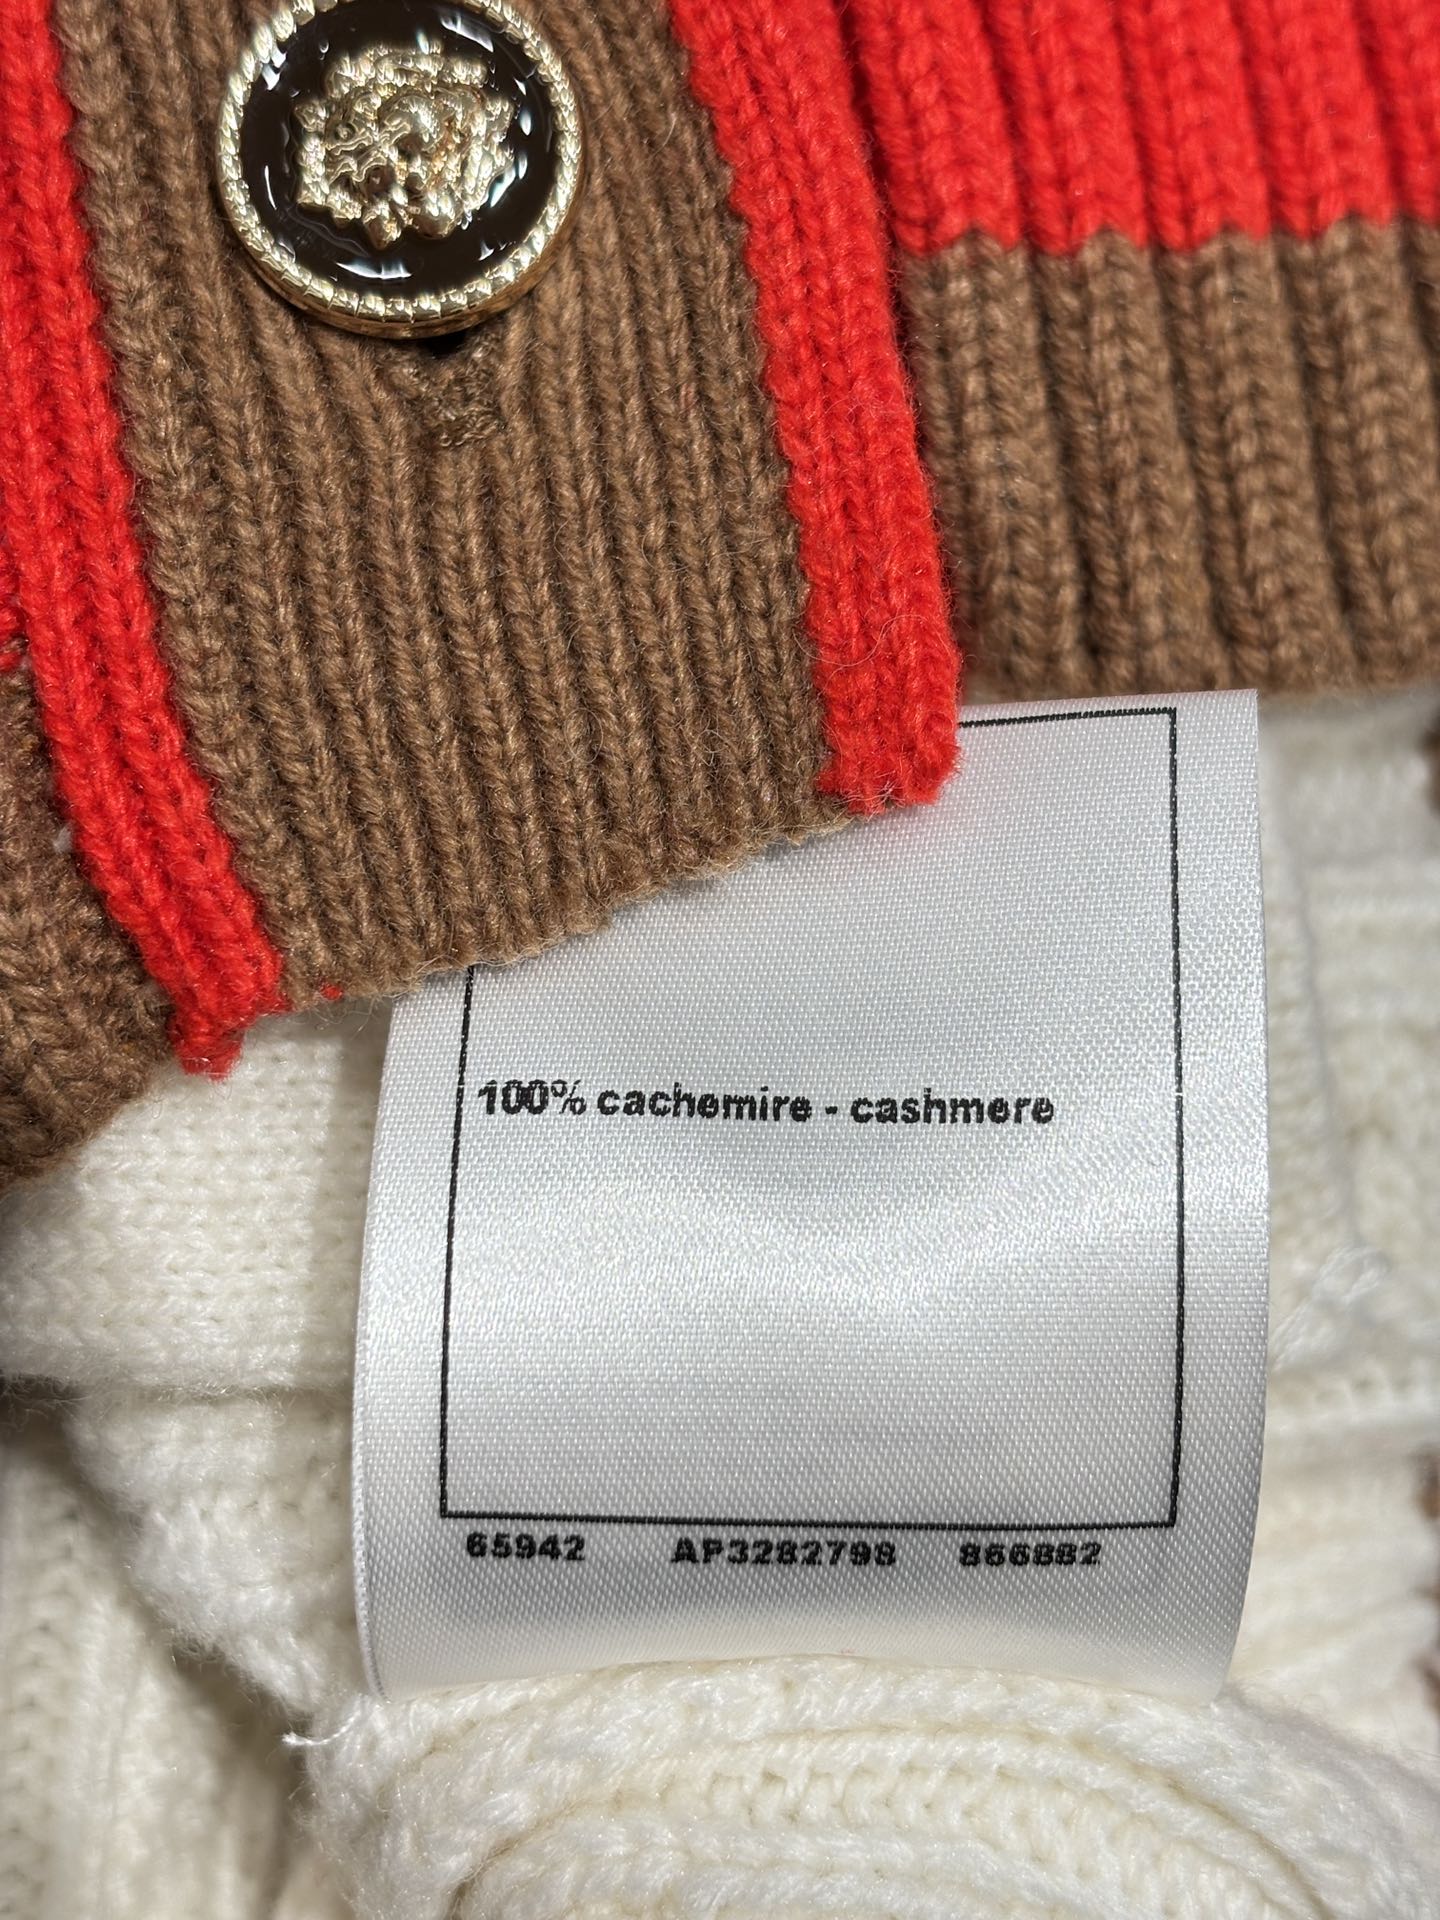 100% cachemire - cashmere
65942 AP3282798 866882